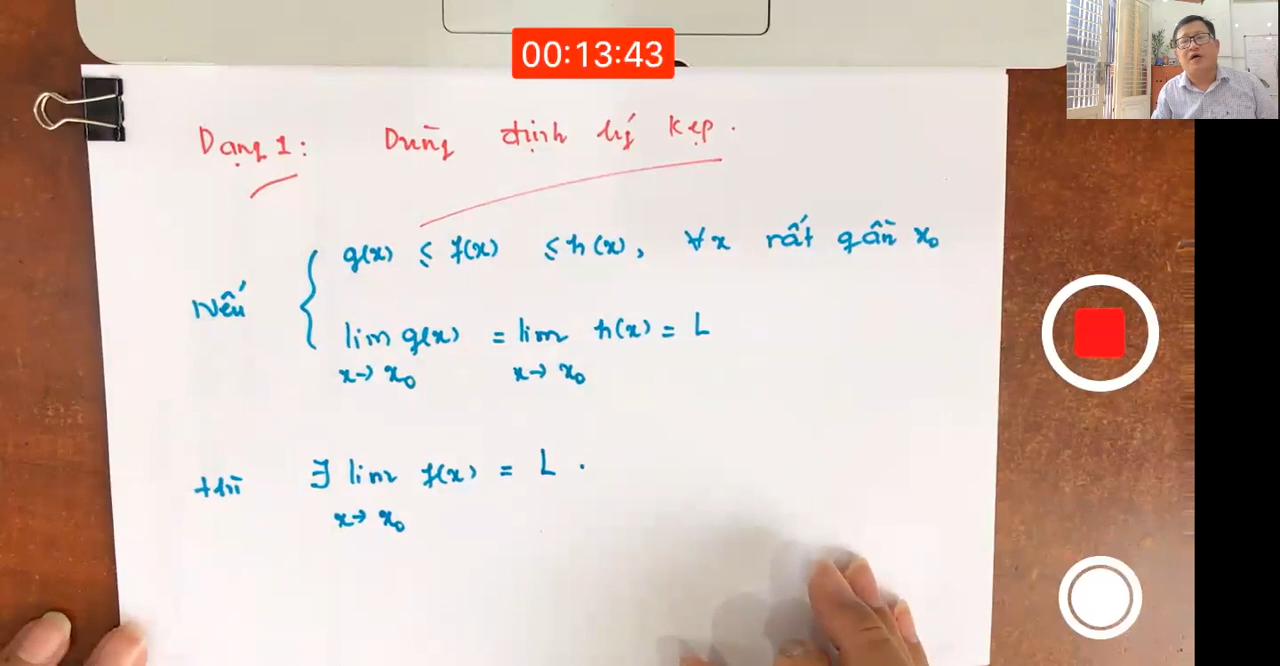 00:13:43
Dạng 1: Dùng định lý kẹp.
g(x) ≤ f(x) ≤ h(x), ∀x rất gần x₀
Nếu
lim g(x) = lim h(x) = L
x→x₀ x→x₀
thì ∃ lim f(x) = L.
x→x₀